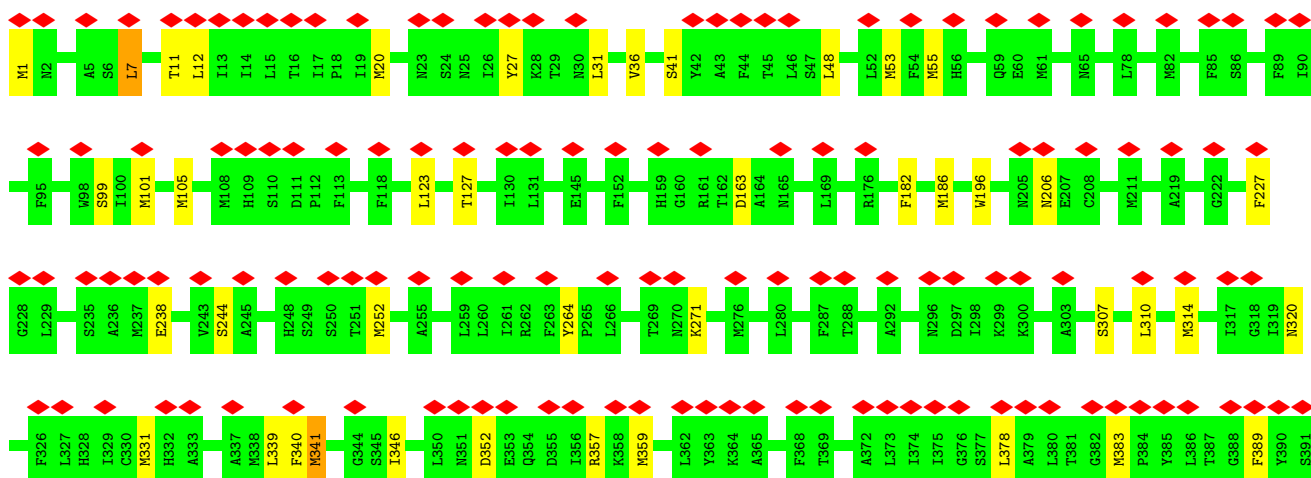 M1 N2 A5 S6 L7 T11 L12 I13 I14 L15 T16 I17 P18 I19 M20 N23 S24 N25 I26 Y27 K28 T29 N30 L31 V36 S41 Y42 A43 F44 T45 L46 S47 L48 L52 M53 F54 M55 H56 Q59 E60 M61 N65 L78 M82 F85 S86 F89 I90
F95 W98 S99 I100 M101 M105 M108 H109 S110 D111 P112 F113 F118 L123 T127 I130 L131 E145 F152 H159 G160 R161 T162 D163 A164 N165 L169 R176 F182 M186 W196 N205 N206 E207 C208 M211 A219 G222 F227
G228 L229 S235 A236 M237 E238 V243 S244 A245 H248 S249 S250 T251 M252 A255 L259 L260 I261 R262 F263 Y264 P265 L266 T269 N270 K271 M276 L280 F287 T288 A292 N296 D297 I298 K299 K300 A303 S307 L310 M314 I317 G318 I319 N320
F326 L327 H328 I329 C330 M331 H332 A333 A337 M338 L339 F340 M341 G344 S345 I346 L350 N351 D352 E353 Q354 D355 I356 R357 K358 M359 L362 Y363 K364 A365 F368 T369 A372 L373 I374 I375 G376 S377 L378 A379 L380 T381 G382 M383 P384 Y385 L386 T387 G388 F389 Y390 S391